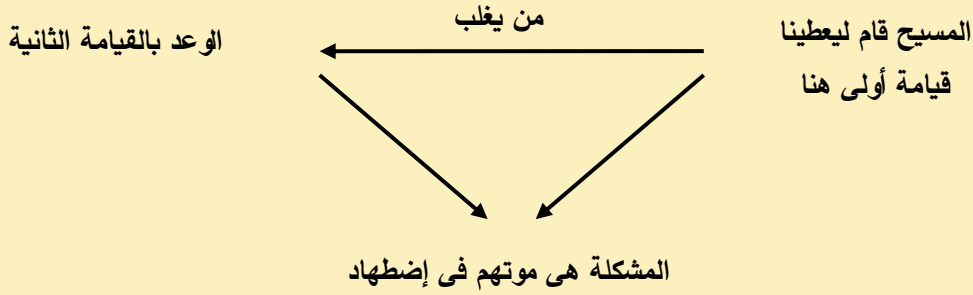 المسيح قام ليعطينا
قيامة أولى هنا
من يغلب
الوعد بالقيامة الثانية
المشكلة هى موتهم فى إضطهاد